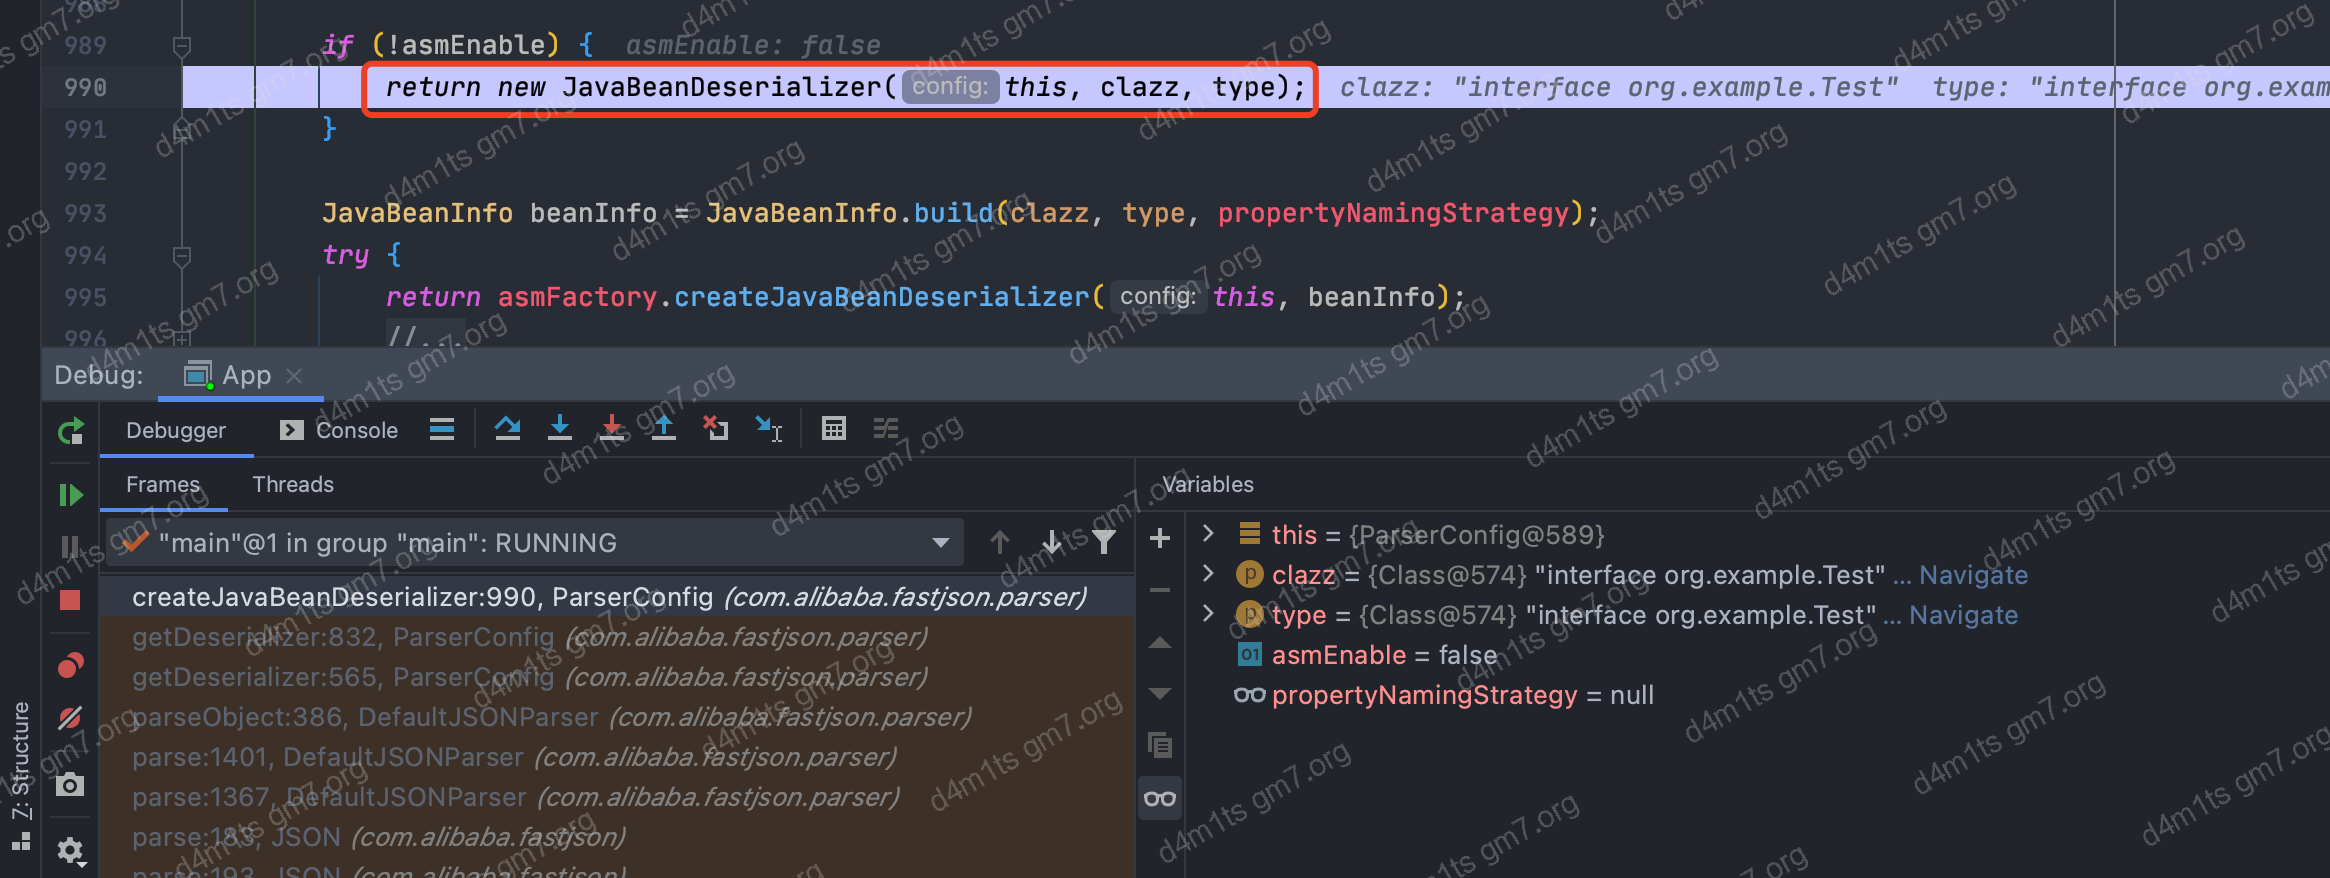 989 if (!asmEnable) { asmEnable: false
990 return new JavaBeanDeserializer( config: this, clazz, type); clazz: "interface org.example.Test" type: "interface org.exam
991 }
992
993 JavaBeanInfo beanInfo = JavaBeanInfo.build(clazz, type, propertyNamingStrategy);
994 try {
995 return asmFactory.createJavaBeanDeserializer( config: this, beanInfo);
996 //...
Debug: App
Debugger Console
Frames Threads
Variables
"main"@1 in group "main": RUNNING
createJavaBeanDeserializer:990, ParserConfig (com.alibaba.fastjson.parser)
getDeserializer:832, ParserConfig (com.alibaba.fastjson.parser)
getDeserializer:565, ParserConfig (com.alibaba.fastjson.parser)
parseObject:386, DefaultJSONParser (com.alibaba.fastjson.parser)
parse:1401, DefaultJSONParser (com.alibaba.fastjson.parser)
parse:1367, DefaultJSONParser (com.alibaba.fastjson.parser)
parse:183, JSON (com.alibaba.fastjson)
parse:193, JSON (com.alibaba.fastjson)
this = {ParserConfig@589}
clazz = {Class@574} "interface org.example.Test" ... Navigate
type = {Class@574} "interface org.example.Test" ... Navigate
asmEnable = false
propertyNamingStrategy = null
7: Structure
d4m1ts gm7.org